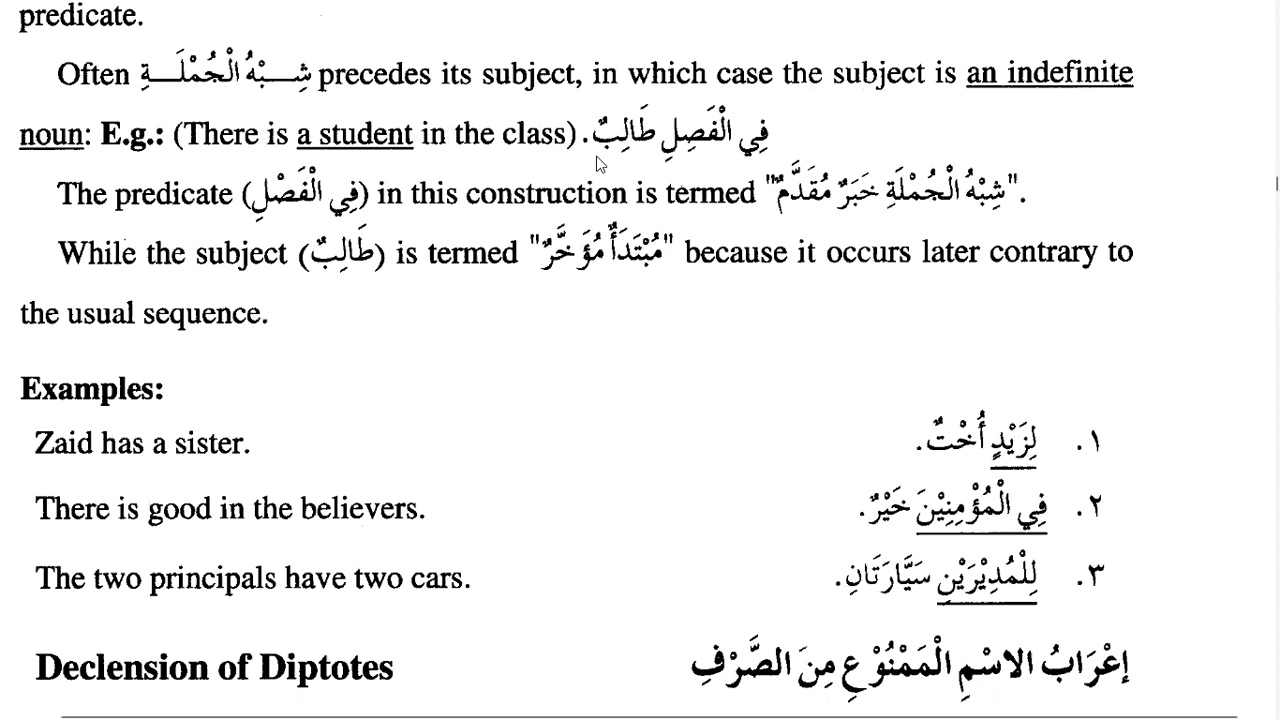 predicate.
Often شِبْهُ الْجُمْلَـةِ precedes its subject, in which case the subject is an indefinite
noun: E.g.: (There is a student in the class). فِي الْفَصِلِ طَالِبٌ
The predicate (فِي الْفَصْلِ) in this construction is termed "شِبْهُ الْجُمْلَةِ خَبَرٌ مُقَدَّمٌ".
While the subject (طَالِبٌ) is termed "مُبْتَدَأٌ مُؤَخَّرٌ" because it occurs later contrary to
the usual sequence.
Examples:
Zaid has a sister. ١. لِزَيْدٍ أُخْتٌ.
There is good in the believers. ٢. فِي الْمُؤْمِنِيْنَ خَيْرٌ.
The two principals have two cars. ٣. لِلْمُدِيْرَيْنِ سَيَّارَتَانِ.
Declension of Diptotes إعْرَابُ الاسْمِ الْمَمْنُوْعِ مِنَ الصَّرْفِ